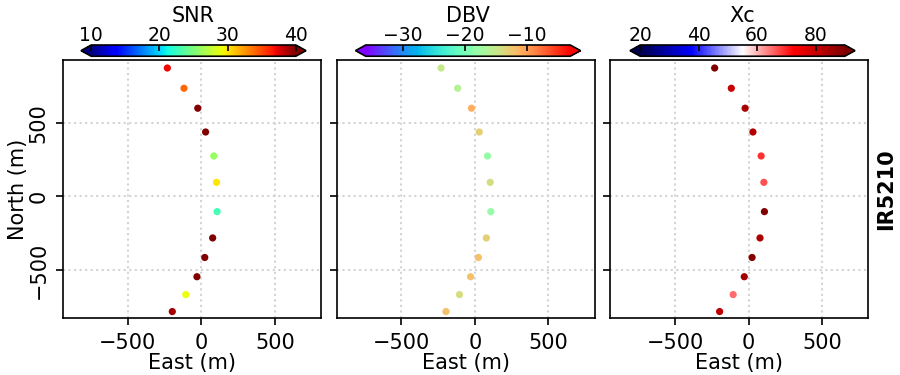 SNR DBV Xc
10 20 30 40 −30 −20 −10 20 40 60 80
500
0
−500
North (m)
IR5210
−500 0 500 −500 0 500 −500 0 500
East (m) East (m) East (m)